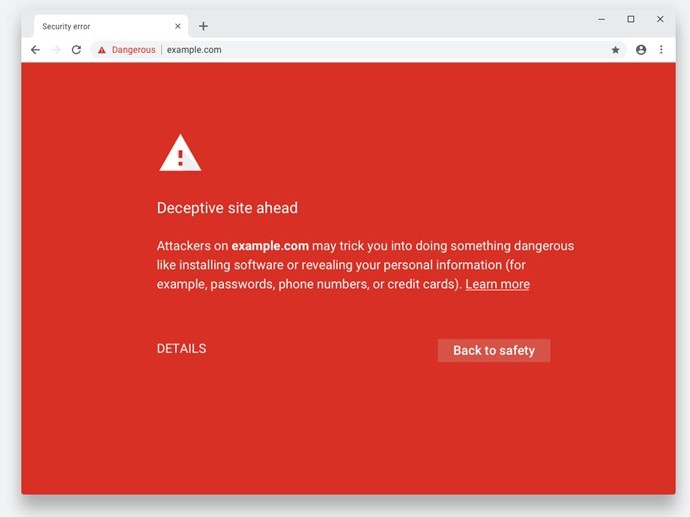 Security error
Dangerous example.com
Deceptive site ahead
Attackers on example.com may trick you into doing something dangerous
like installing software or revealing your personal information (for
example, passwords, phone numbers, or credit cards). Learn more
DETAILS
Back to safety